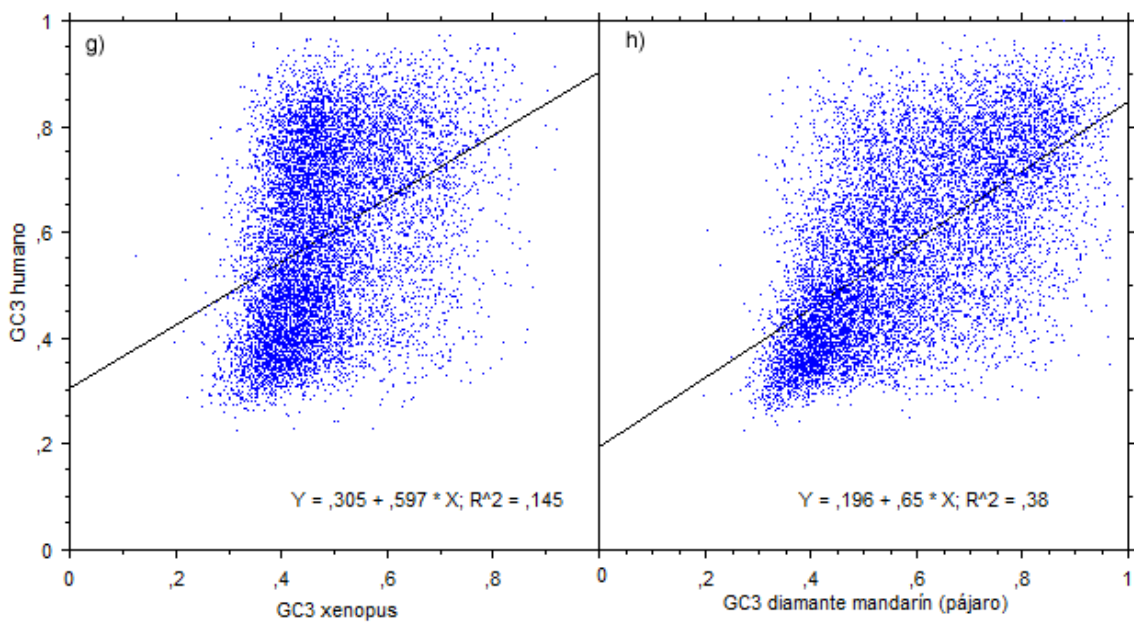 g)
h)
1
,8
,6
,4
,2
0
GC3 humano
Y = ,305 + ,597 * X; R^2 = ,145
Y = ,196 + ,65 * X; R^2 = ,38
0 ,2 ,4 ,6 ,8
0 ,2 ,4 ,6 ,8 1
GC3 xenopus
GC3 diamante mandarín (pájaro)